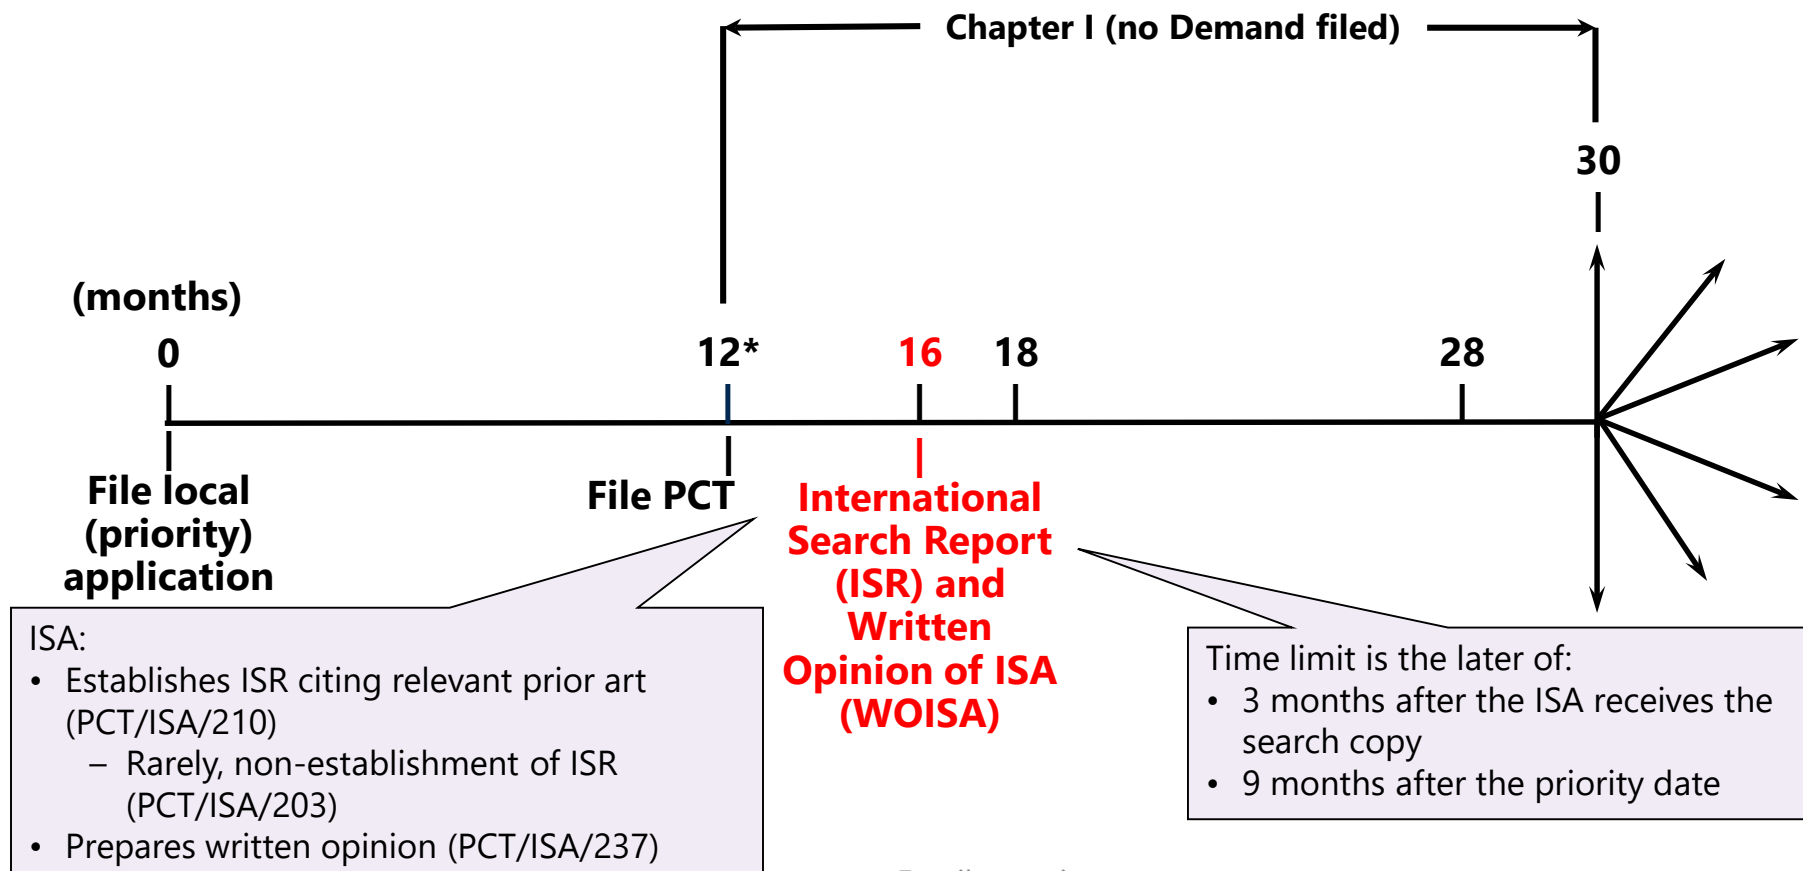 Chapter I (no Demand filed)
30
(months)
0
12*
16
18
28
File local
(priority)
application
File PCT
International
Search Report
(ISR) and
Written
Opinion of ISA
(WOISA)
ISA:
• Establishes ISR citing relevant prior art
(PCT/ISA/210)
– Rarely, non-establishment of ISR
(PCT/ISA/203)
• Prepares written opinion (PCT/ISA/237)
Time limit is the later of:
• 3 months after the ISA receives the
search copy
• 9 months after the priority date